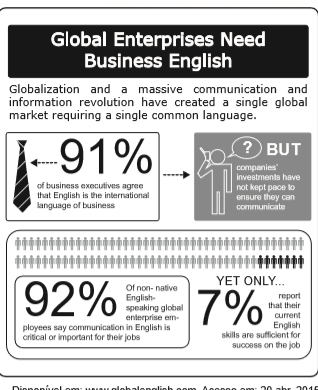 Global Enterprises Need
Business English
Globalization and a massive communication and
information revolution have created a single global
market requiring a single common language.
91%
of business executives agree
that English is the international
language of business
?
BUT
companies'
investments have
not kept pace to
ensure they can
communicate
92%
Of non- native
English-
speaking global
enterprise em-
ployees say communication in English is
critical or important for their jobs
YET ONLY...
7%
report
that their
current
English
skills are sufficient for
success on the job
Disponível em: www.globalenglish.com. Acesso em: 20 abr. 2015